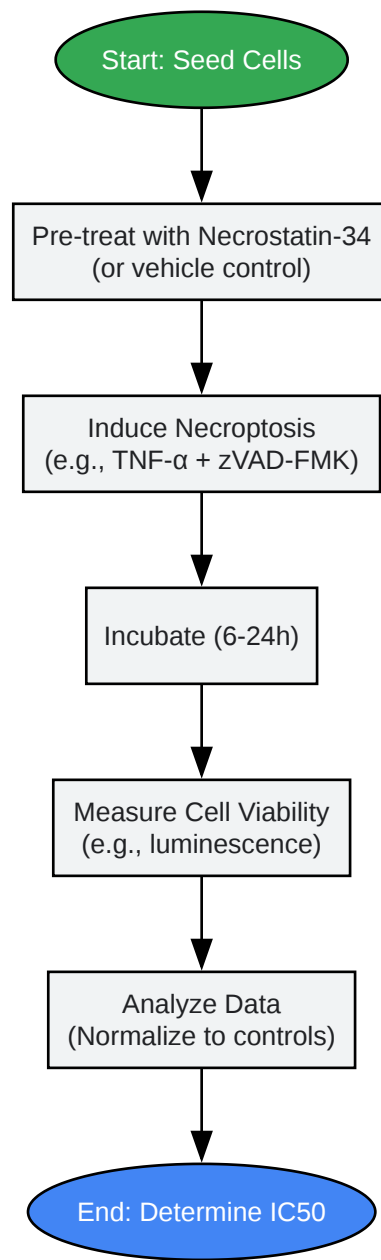 Start: Seed Cells
Pre-treat with Necrostatin-34
(or vehicle control)
Induce Necroptosis
(e.g., TNF-α + zVAD-FMK)
Incubate (6-24h)
Measure Cell Viability
(e.g., luminescence)
Analyze Data
(Normalize to controls)
End: Determine IC50